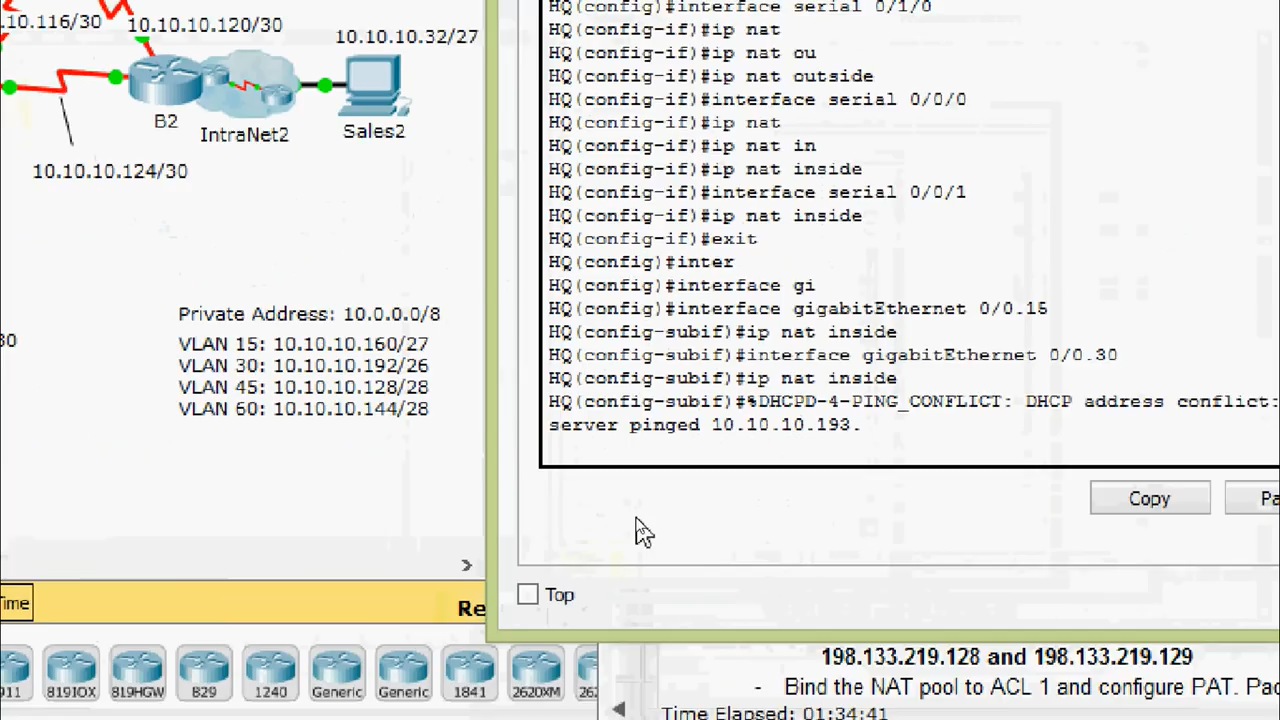 .10.116/30
10.10.10.120/30
10.10.10.32/27
B2
IntraNet2
Sales2
10.10.10.124/30
30
Private Address: 10.0.0.0/8
VLAN 15: 10.10.10.160/27
VLAN 30: 10.10.10.192/26
VLAN 45: 10.10.10.128/28
VLAN 60: 10.10.10.144/28
HQ(config)#interface serial 0/1/0
HQ(config-if)#ip nat
HQ(config-if)#ip nat ou
HQ(config-if)#ip nat outside
HQ(config-if)#interface serial 0/0/0
HQ(config-if)#ip nat
HQ(config-if)#ip nat in
HQ(config-if)#ip nat inside
HQ(config-if)#interface serial 0/0/1
HQ(config-if)#ip nat inside
HQ(config-if)#exit
HQ(config)#inter
HQ(config)#interface gi
HQ(config)#interface gigabitEthernet 0/0.15
HQ(config-subif)#ip nat inside
HQ(config-subif)#interface gigabitEthernet 0/0.30
HQ(config-subif)#ip nat inside
HQ(config-subif)#%DHCPD-4-PING_CONFLICT: DHCP address conflict:
server pinged 10.10.10.193.
Copy
Pa
Top
Time
Re
911
819IOX
819HGW
829
1240
Generic
Generic
1841
2620XM
262
198.133.219.128 and 198.133.219.129
- Bind the NAT pool to ACL 1 and configure PAT. Pac
Time Elapsed: 01:34:41